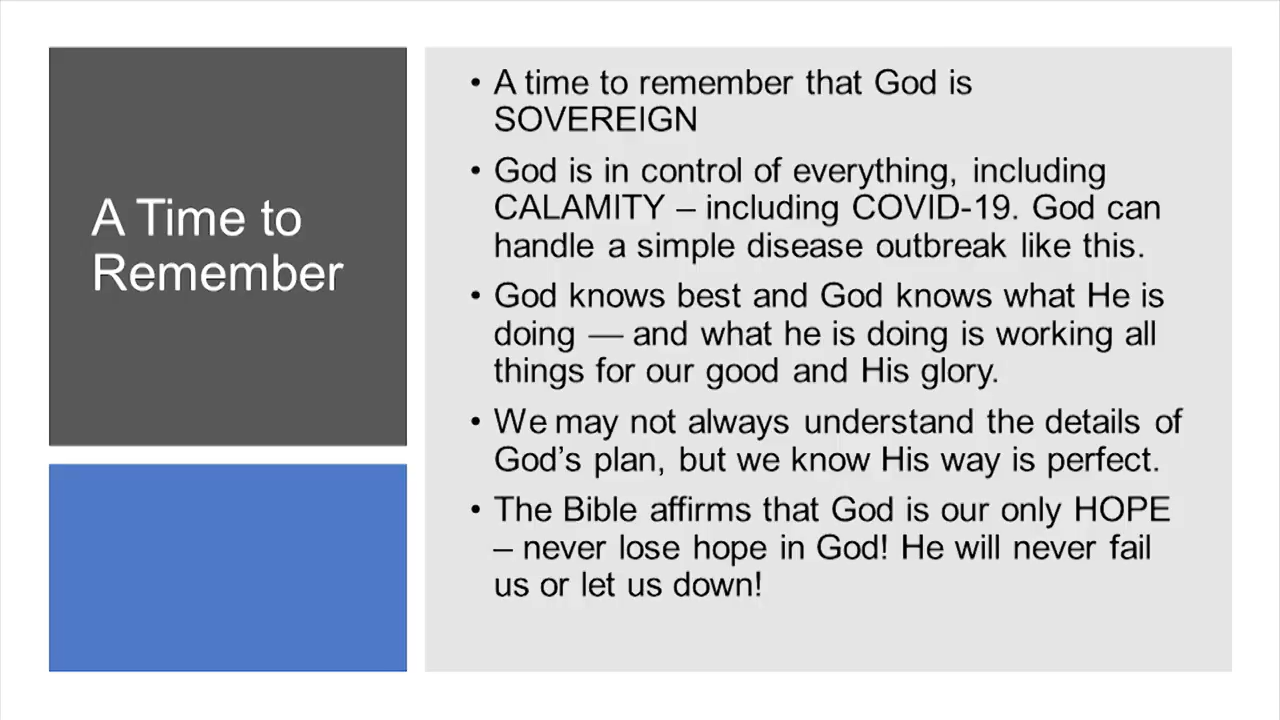 A Time to
Remember
• A time to remember that God is
SOVEREIGN
• God is in control of everything, including
CALAMITY – including COVID-19. God can
handle a simple disease outbreak like this.
• God knows best and God knows what He is
doing — and what he is doing is working all
things for our good and His glory.
• We may not always understand the details of
God’s plan, but we know His way is perfect.
• The Bible affirms that God is our only HOPE
– never lose hope in God! He will never fail
us or let us down!